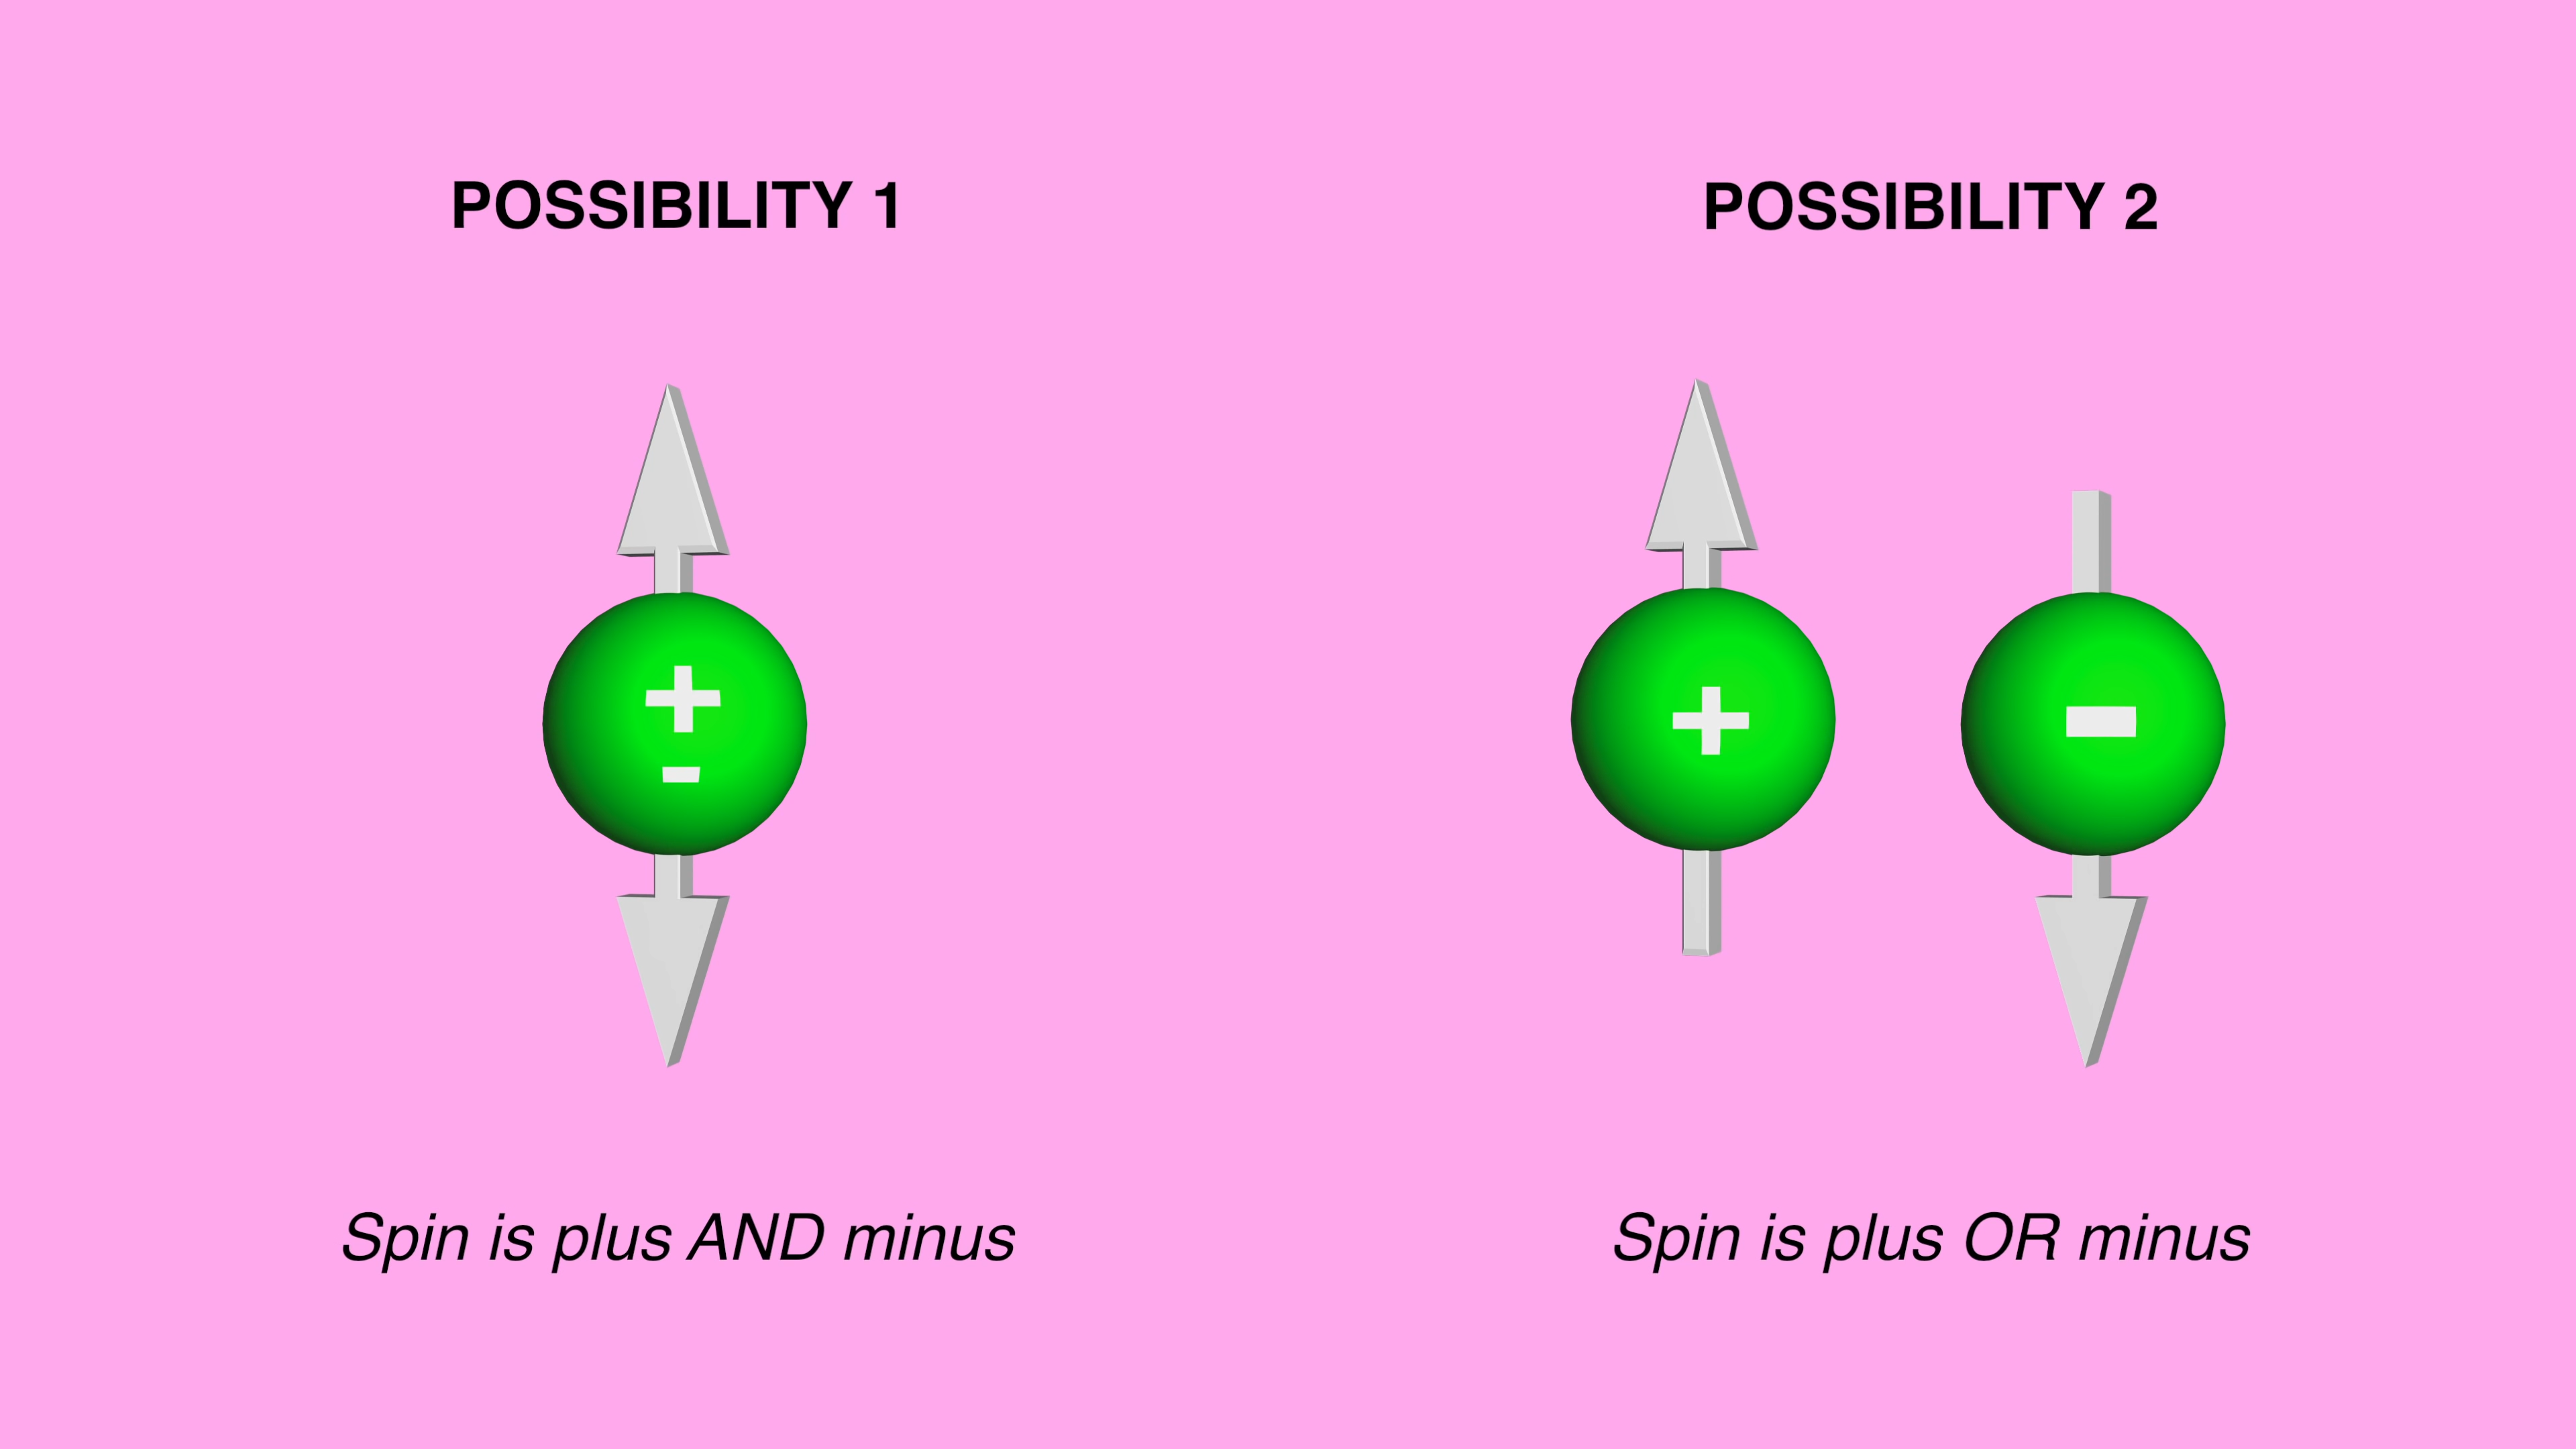 POSSIBILITY 1
POSSIBILITY 2
+
-
+
-
Spin is plus AND minus
Spin is plus OR minus